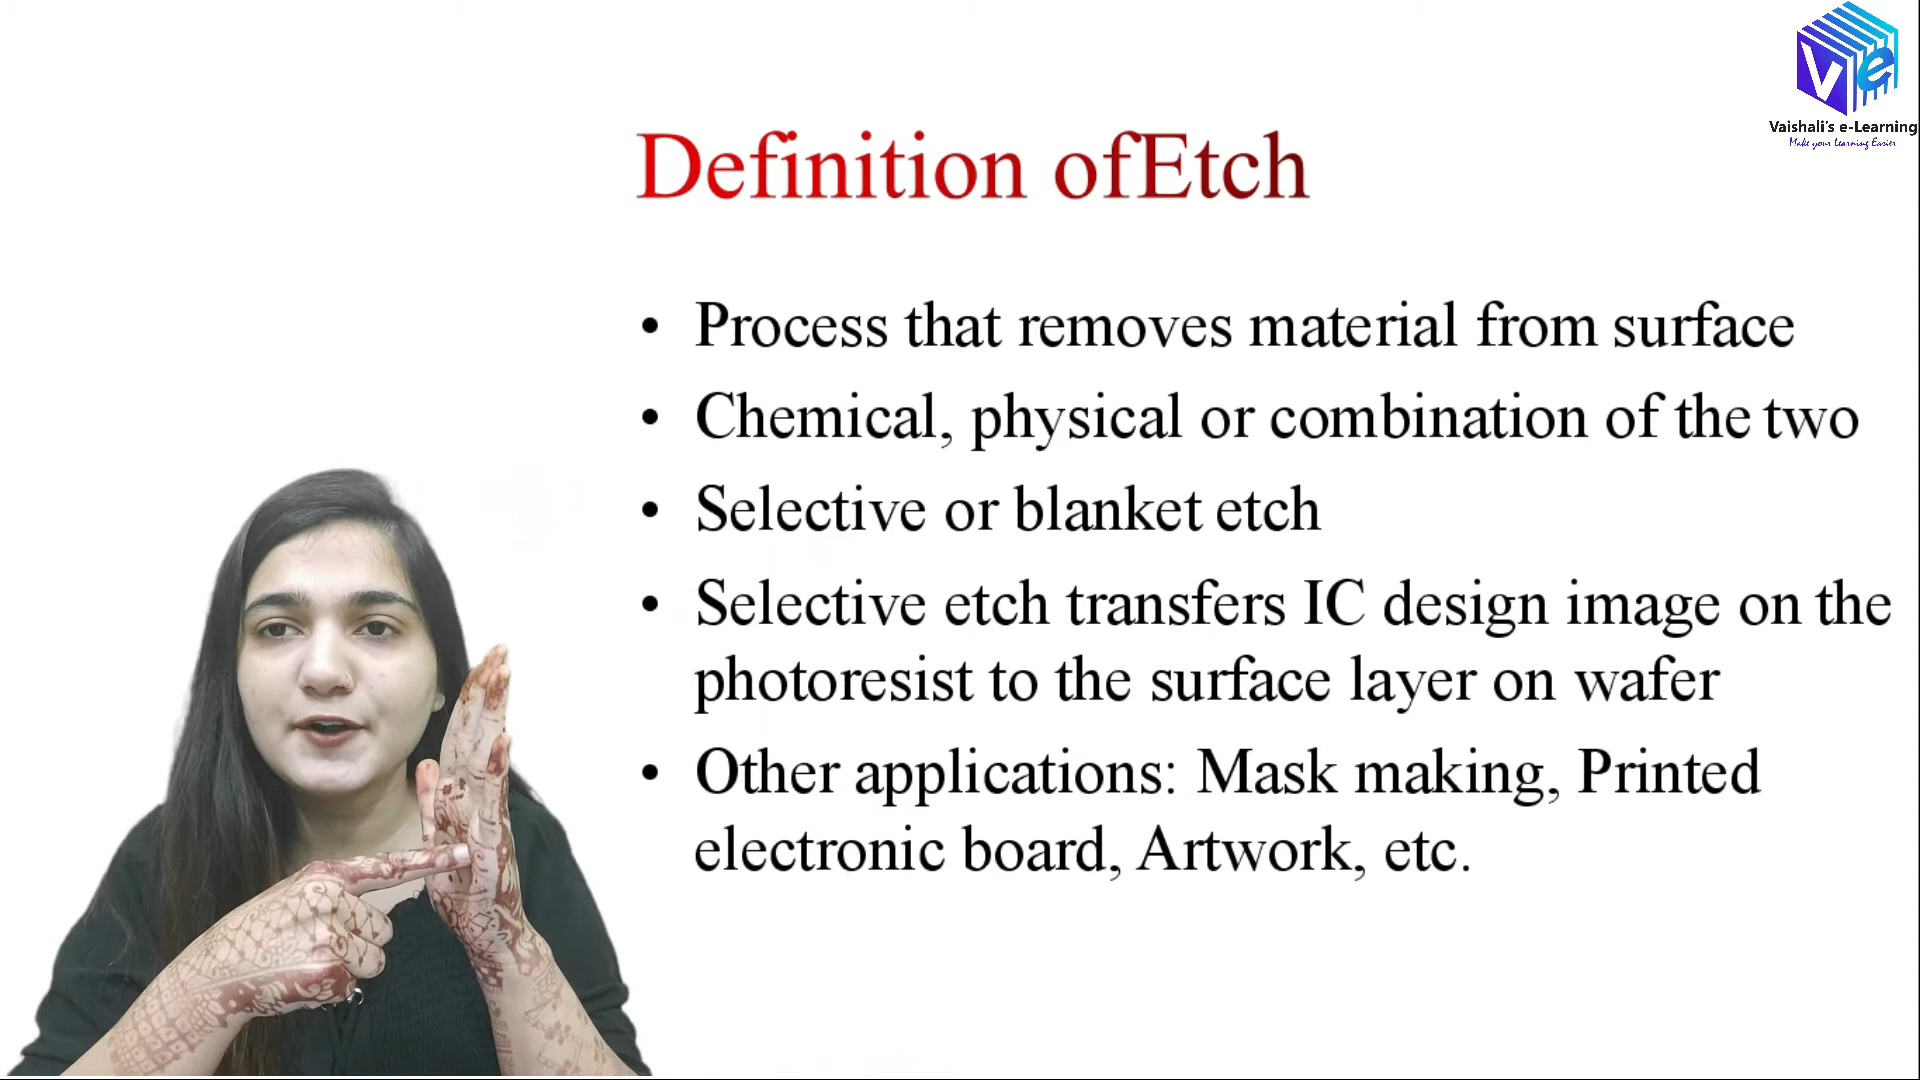 Vaishali's e-Learning
Make your Learning Easier
Definition ofEtch
• Process that removes material from surface
• Chemical, physical or combination of the two
• Selective or blanket etch
• Selective etch transfers IC design image on the
photoresist to the surface layer on wafer
• Other applications: Mask making, Printed
electronic board, Artwork, etc.